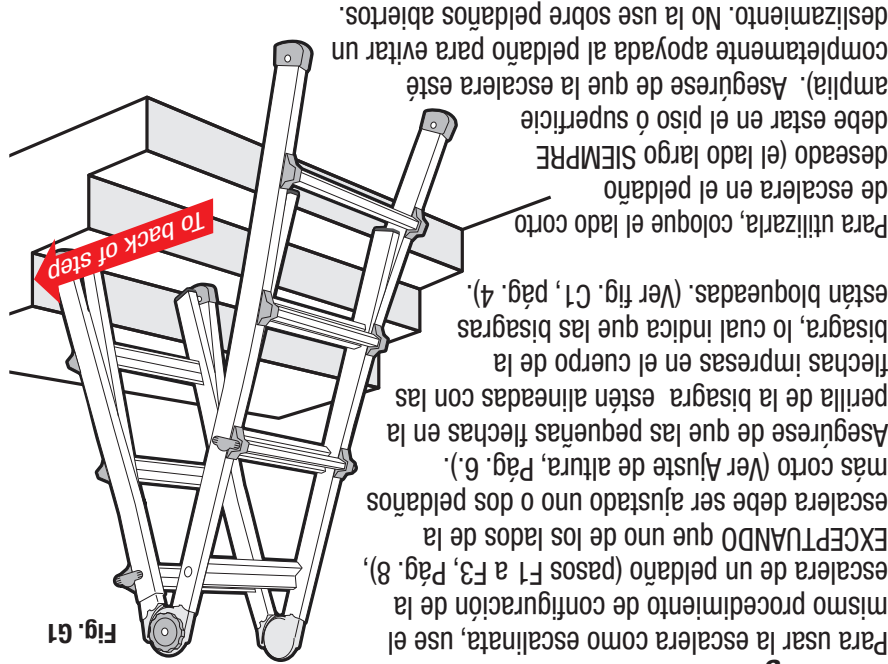 Para usar la escalera como escalinata, use el
mismo procedimiento de configuración de la
escalera de un peldaño (pasos F1 a F3, Pág. 8),
EXCEPTUANDO que uno de los lados de la
escalera debe ser ajustado uno o dos peldaños
más corto (Ver Ajuste de altura, Pág. 6.).
Asegúrese de que las pequeñas flechas en la
perilla de la bisagra estén alineadas con las
flechas impresas en el cuerpo de la
bisagra, lo cual indica que las bisagras
están bloqueadas. (Ver fig. C1, pág. 4).
Para utilizarla, coloque el lado corto
de escalera en el peldaño
deseado (el lado largo SIEMPRE
debe estar en el piso ó superficie
amplia). Asegúrese de que la escalera esté
completamente apoyada al peldaño para evitar un
deslizamiento. No la use sobre peldaños abiertos.
Fig. G1
To back of step